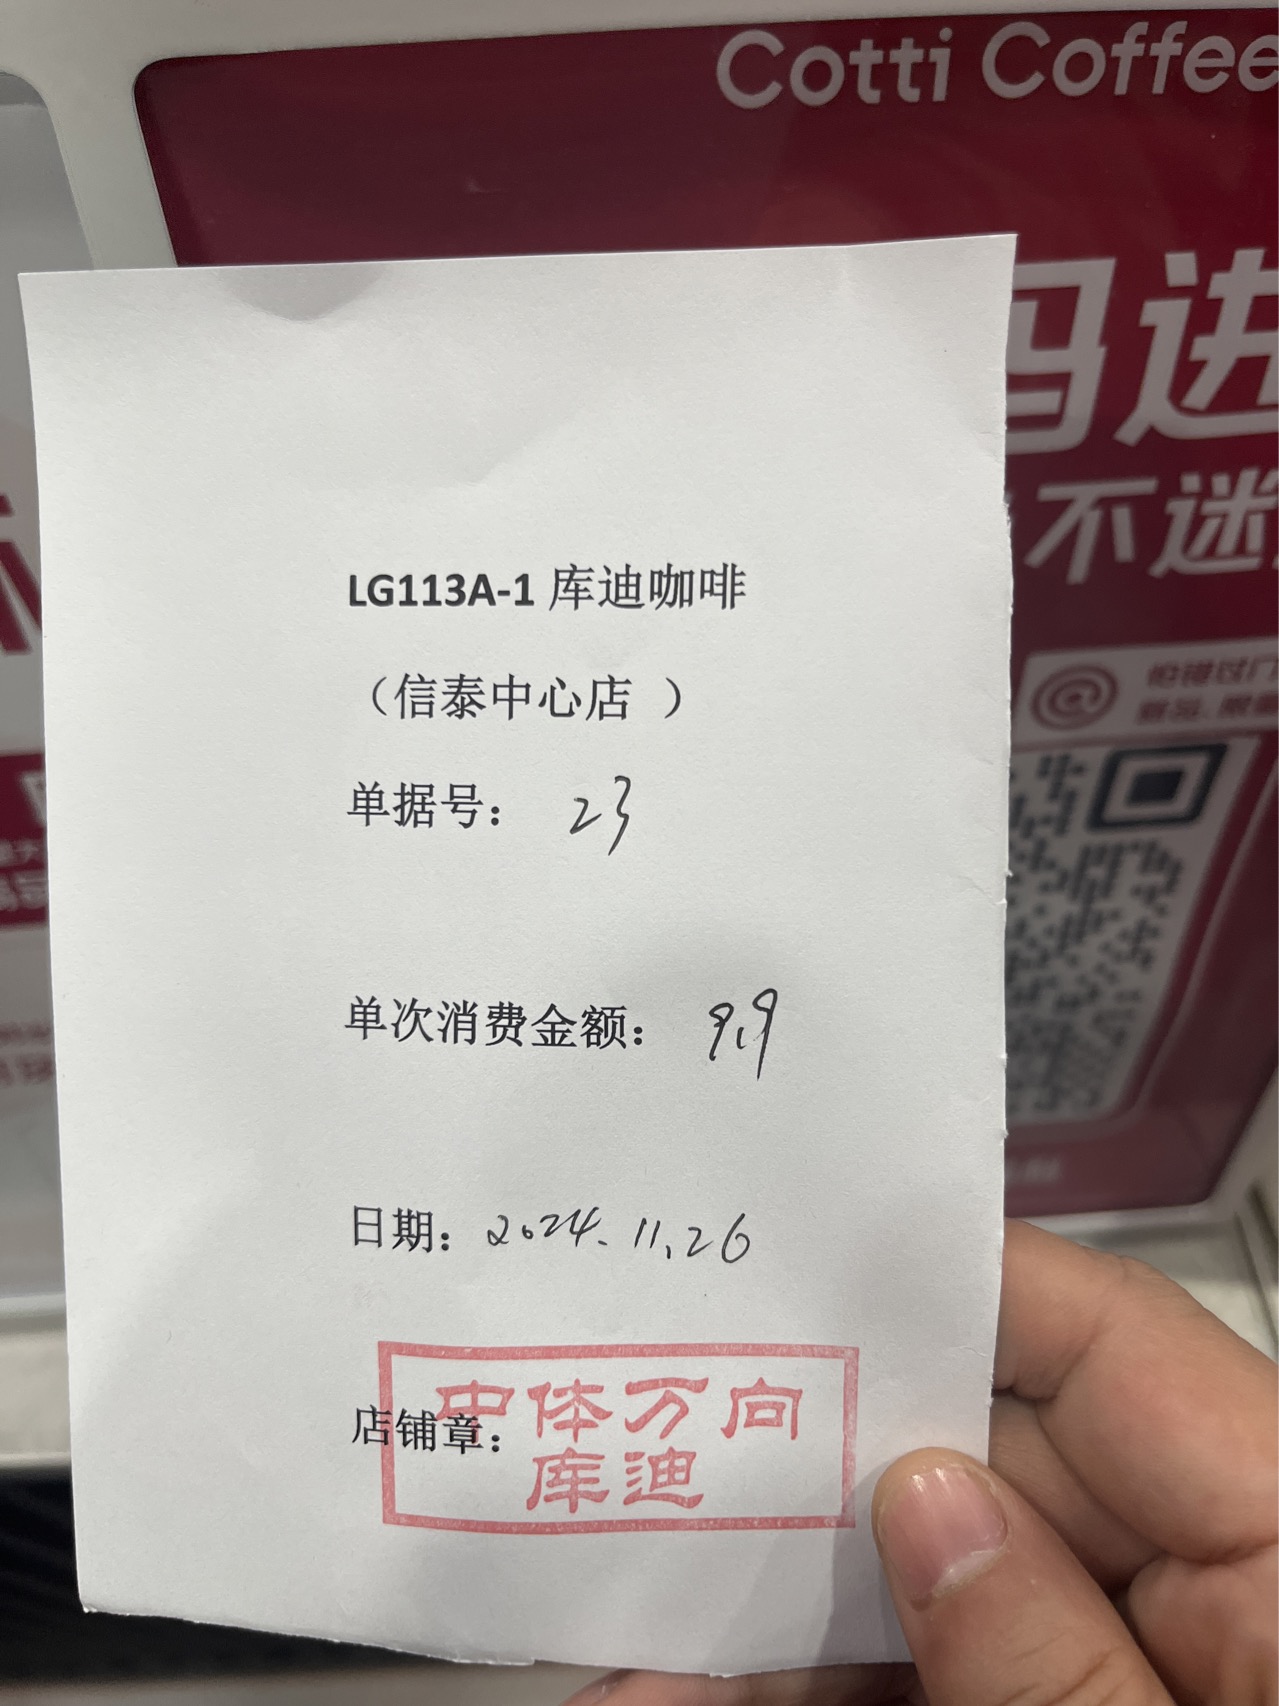 Cotti Coffee
码进
不迷
LG113A-1 库迪咖啡
（信泰中心店 ）
单据号： 23
单次消费金额： 9.9
日期：2024.11.26
店铺章：
中体万向
库迪